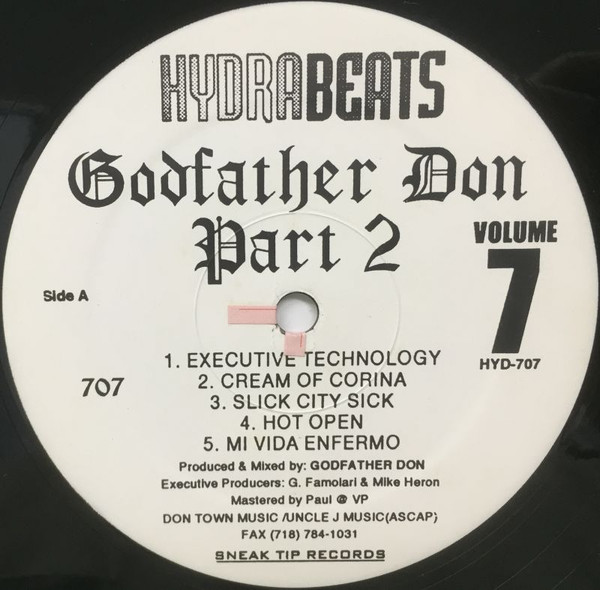 HYDRABEATS
Godfather Don
Part 2
VOLUME
7
HYD-707
Side A
707
1. EXECUTIVE TECHNOLOGY
2. CREAM OF CORINA
3. SLICK CITY SICK
4. HOT OPEN
5. MI VIDA ENFERMO
Produced & Mixed by: GODFATHER DON
Executive Producers: G. Famolari & Mike Heron
Mastered by Paul @ VP
DON TOWN MUSIC /UNCLE J MUSIC(ASCAP)
FAX (718) 784-1031
SNEAK TIP RECORDS